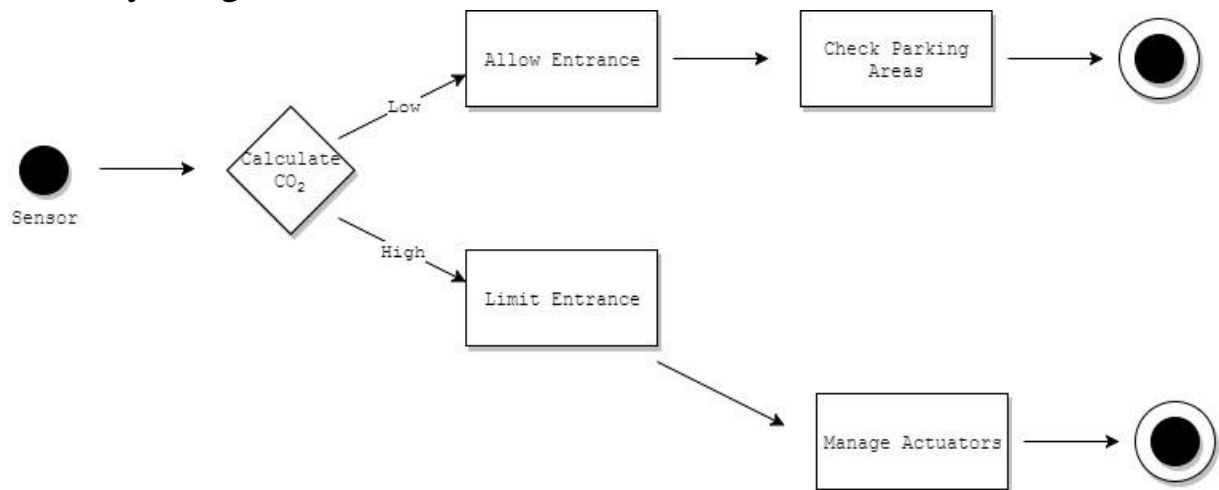 Allow Entrance
Check Parking
Areas
Low
Calculate
CO₂
Sensor
High
Limit Entrance
Manage Actuators